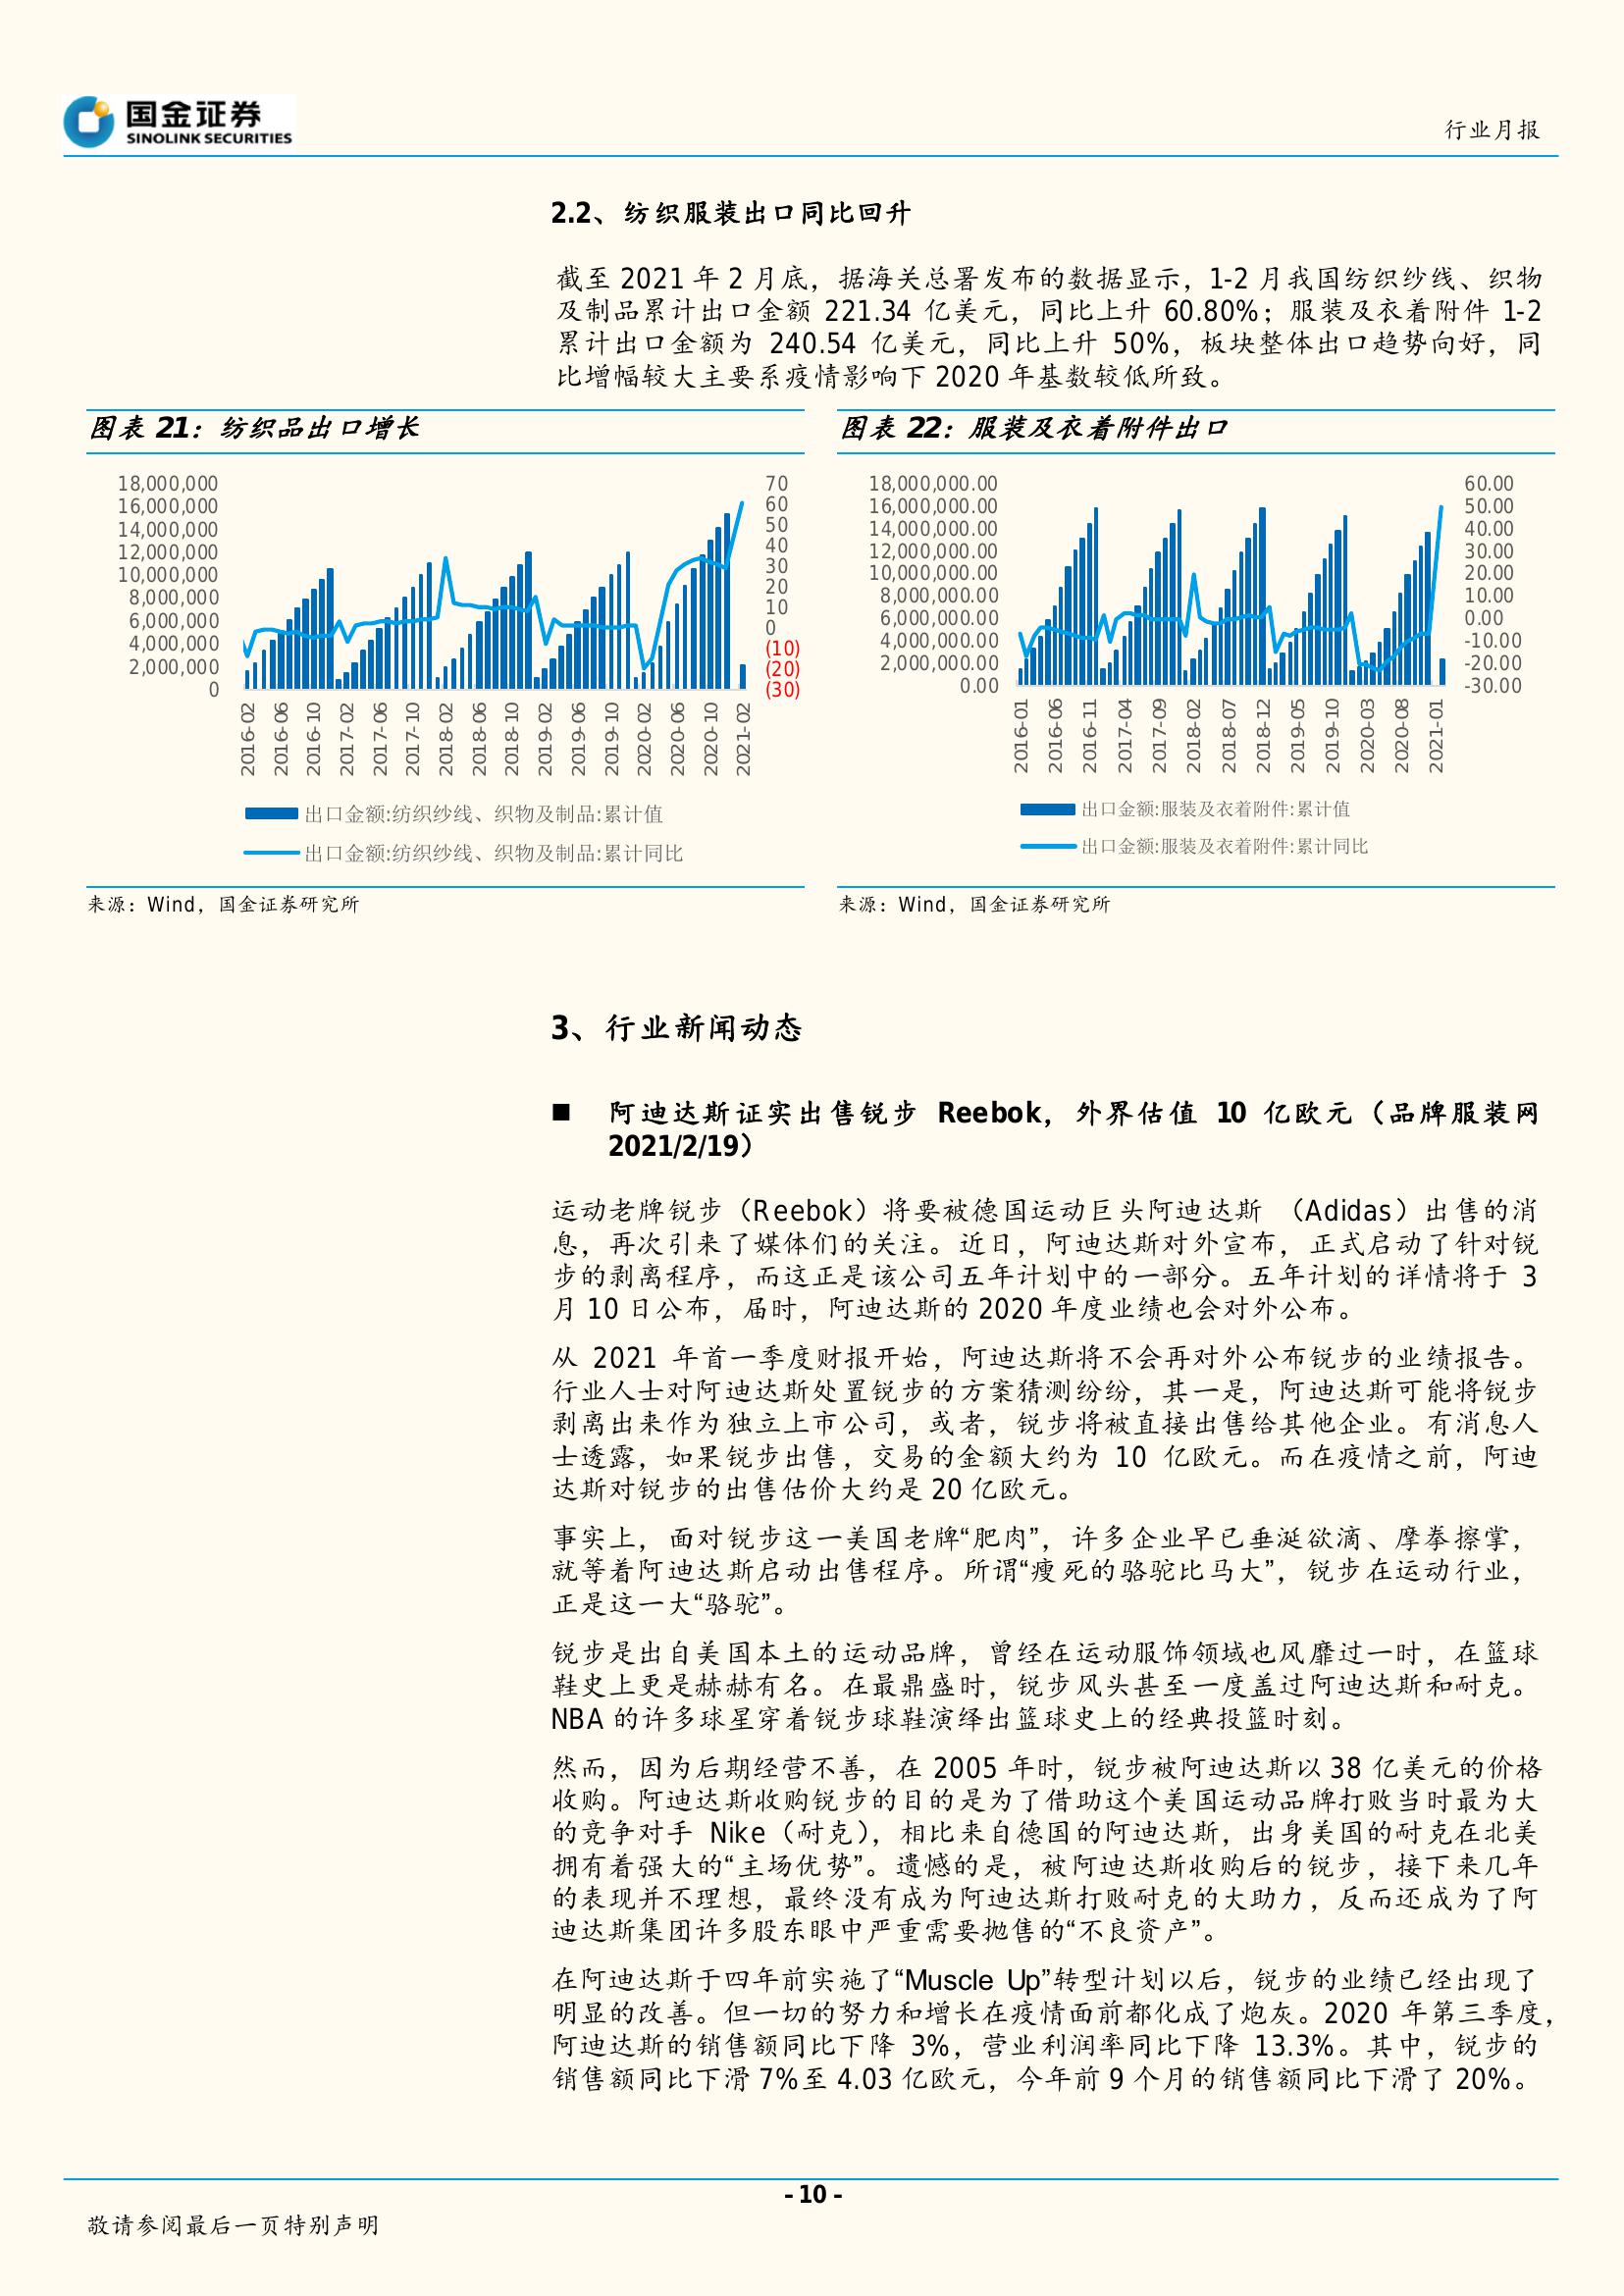 国金证券
SINOLINK SECURITIES
行业月报
2.2、纺织服装出口同比回升
截至 2021 年 2 月底，据海关总署发布的数据显示，1-2 月我国纺织纱线、织物
及制品累计出口金额 221.34 亿美元，同比上升 60.80%；服装及衣着附件 1-2
累计出口金额为 240.54 亿美元，同比上升 50%，板块整体出口趋势向好，同
比增幅较大主要系疫情影响下 2020 年基数较低所致。
图表 21：纺织品出口增长
18,000,000
16,000,000
14,000,000
12,000,000
10,000,000
8,000,000
6,000,000
4,000,000
2,000,000
0
70
60
50
40
30
20
10
0
(10)
(20)
(30)
2016-02
2016-06
2016-10
2017-02
2017-06
2017-10
2018-02
2018-06
2018-10
2019-02
2019-06
2019-10
2020-02
2020-06
2020-10
2021-02
出口金额:纺织纱线、织物及制品:累计值
出口金额:纺织纱线、织物及制品:累计同比
来源：Wind，国金证券研究所
图表 22：服装及衣着附件出口
18,000,000.00
16,000,000.00
14,000,000.00
12,000,000.00
10,000,000.00
8,000,000.00
6,000,000.00
4,000,000.00
2,000,000.00
0.00
60.00
50.00
40.00
30.00
20.00
10.00
0.00
-10.00
-20.00
-30.00
2016-01
2016-06
2016-11
2017-04
2017-09
2018-02
2018-07
2018-12
2019-05
2019-10
2020-03
2020-08
2021-01
出口金额:服装及衣着附件:累计值
出口金额:服装及衣着附件:累计同比
来源：Wind，国金证券研究所
3、行业新闻动态
■ 阿迪达斯证实出售锐步 Reebok，外界估值 10 亿欧元（品牌服装网
2021/2/19）
运动老牌锐步（Reebok）将要被德国运动巨头阿迪达斯 （Adidas）出售的消
息，再次引来了媒体们的关注。近日，阿迪达斯对外宣布，正式启动了针对锐
步的剥离程序，而这正是该公司五年计划中的一部分。五年计划的详情将于 3
月 10 日公布，届时，阿迪达斯的 2020 年度业绩也会对外公布。
从 2021 年首一季度财报开始，阿迪达斯将不会再对外公布锐步的业绩报告。
行业人士对阿迪达斯处置锐步的方案猜测纷纷，其一是，阿迪达斯可能将锐步
剥离出来作为独立上市公司，或者，锐步将被直接出售给其他企业。有消息人
士透露，如果锐步出售，交易的金额大约为 10 亿欧元。而在疫情之前，阿迪
达斯对锐步的出售估价大约是 20 亿欧元。
事实上，面对锐步这一美国老牌“肥肉”，许多企业早已垂涎欲滴、摩拳擦掌，
就等着阿迪达斯启动出售程序。所谓“瘦死的骆驼比马大”，锐步在运动行业，
正是这一大“骆驼”。
锐步是出自美国本土的运动品牌，曾经在运动服饰领域也风靡过一时，在篮球
鞋史上更是赫赫有名。在最鼎盛时，锐步风头甚至一度盖过阿迪达斯和耐克。
NBA 的许多球星穿着锐步球鞋演绎出篮球史上的经典投篮时刻。
然而，因为后期经营不善，在 2005 年时，锐步被阿迪达斯以 38 亿美元的价格
收购。阿迪达斯收购锐步的目的是为了借助这个美国运动品牌打败当时最为大
的竞争对手 Nike（耐克），相比来自德国的阿迪达斯，出身美国的耐克在北美
拥有着强大的“主场优势”。遗憾的是，被阿迪达斯收购后的锐步，接下来几年
的表现并不理想，最终没有成为阿迪达斯打败耐克的大助力，反而还成为了阿
迪达斯集团许多股东眼中严重需要抛售的“不良资产”。
在阿迪达斯于四年前实施了“Muscle Up”转型计划以后，锐步的业绩已经出现了
明显的改善。但一切的努力和增长在疫情面前都化成了炮灰。2020 年第三季度，
阿迪达斯的销售额同比下降 3%，营业利润率同比下降 13.3%。其中，锐步的
销售额同比下滑 7%至 4.03 亿欧元，今年前 9 个月的销售额同比下滑了 20%。
- 10 -
敬请参阅最后一页特别声明